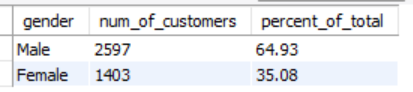 gender num_of_customers percent_of_total
Male 2597 64.93
Female 1403 35.08